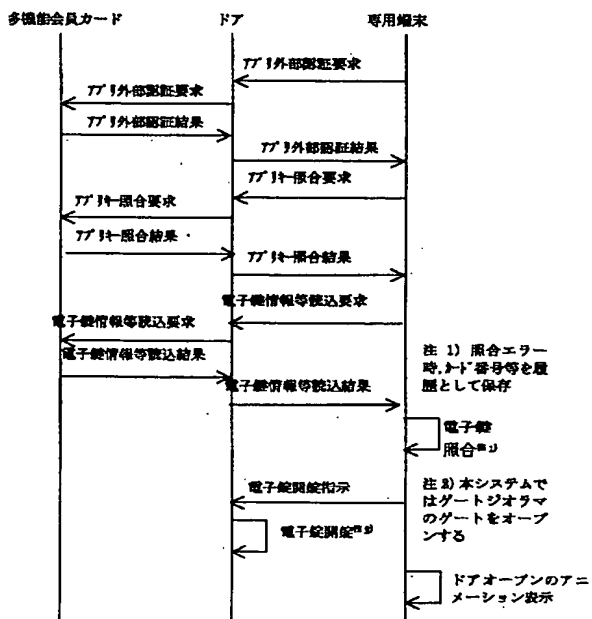 多機能会員カード
ドア
専用端末
アプリ外部認証要求
アプリ外部認証要求
アプリ外部認証結果
アプリ外部認証結果
アプリキー照合要求
アプリキー照合要求
アプリキー照合結果
アプリキー照合結果
電子鍵情報等読込要求
電子鍵情報等読込要求
電子鍵情報等読込結果
電子鍵情報等読込結果
注 1) 照合エラー
時,カード番号等を履
歴として保存
電子鍵
照合注1)
電子錠開錠指示
注 2) 本システムで
はゲートジオラマ
のゲートをオープ
ンする
電子錠開錠注2)
ドアオープンのアニ
メーション表示